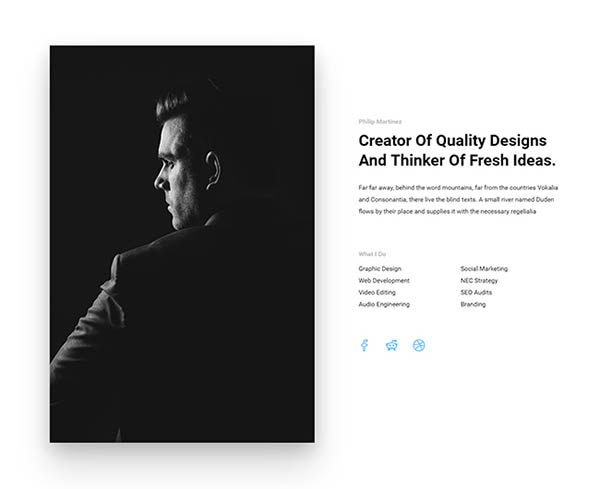 Philip Martinez
Creator Of Quality Designs
And Thinker Of Fresh Ideas.
Far far away, behind the word mountains, far from the countries Vokalia
and Consonantia, there live the blind texts. A small river named Duden
flows by their place and supplies it with the necessary regelialia
What I Do
Graphic Design
Web Development
Video Editing
Audio Engineering
Social Marketing
NEC Strategy
SEO Audits
Branding